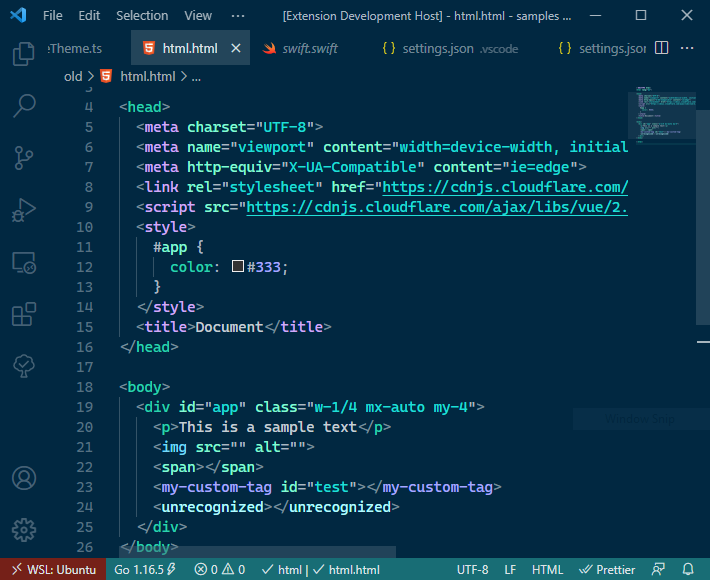 File Edit Selection View ··· [Extension Development Host] - html.html - samples ...
eTheme.ts html.html swift.swift { } settings.json .vscode { } settings.json ···
old > html.html > ...
3
4 <head>
5 <meta charset="UTF-8">
6 <meta name="viewport" content="width=device-width, initial
7 <meta http-equiv="X-UA-Compatible" content="ie=edge">
8 <link rel="stylesheet" href="https://cdnjs.cloudflare.com/
9 <script src="https://cdnjs.cloudflare.com/ajax/libs/vue/2.
10 <style>
11 #app {
12 color: #333;
13 }
14 </style>
15 <title>Document</title>
16 </head>
17
18 <body>
19 <div id="app" class="w-1/4 mx-auto my-4">
20 <p>This is a sample text</p>
21 <img src="" alt="">
22 <span></span>
23 <my-custom-tag id="test"></my-custom-tag>
24 <unrecognized></unrecognized>
25 </div>
26 </body>
Window Snip
WSL: Ubuntu Go 1.16.5 0 0 html | html.html UTF-8 LF HTML Prettier